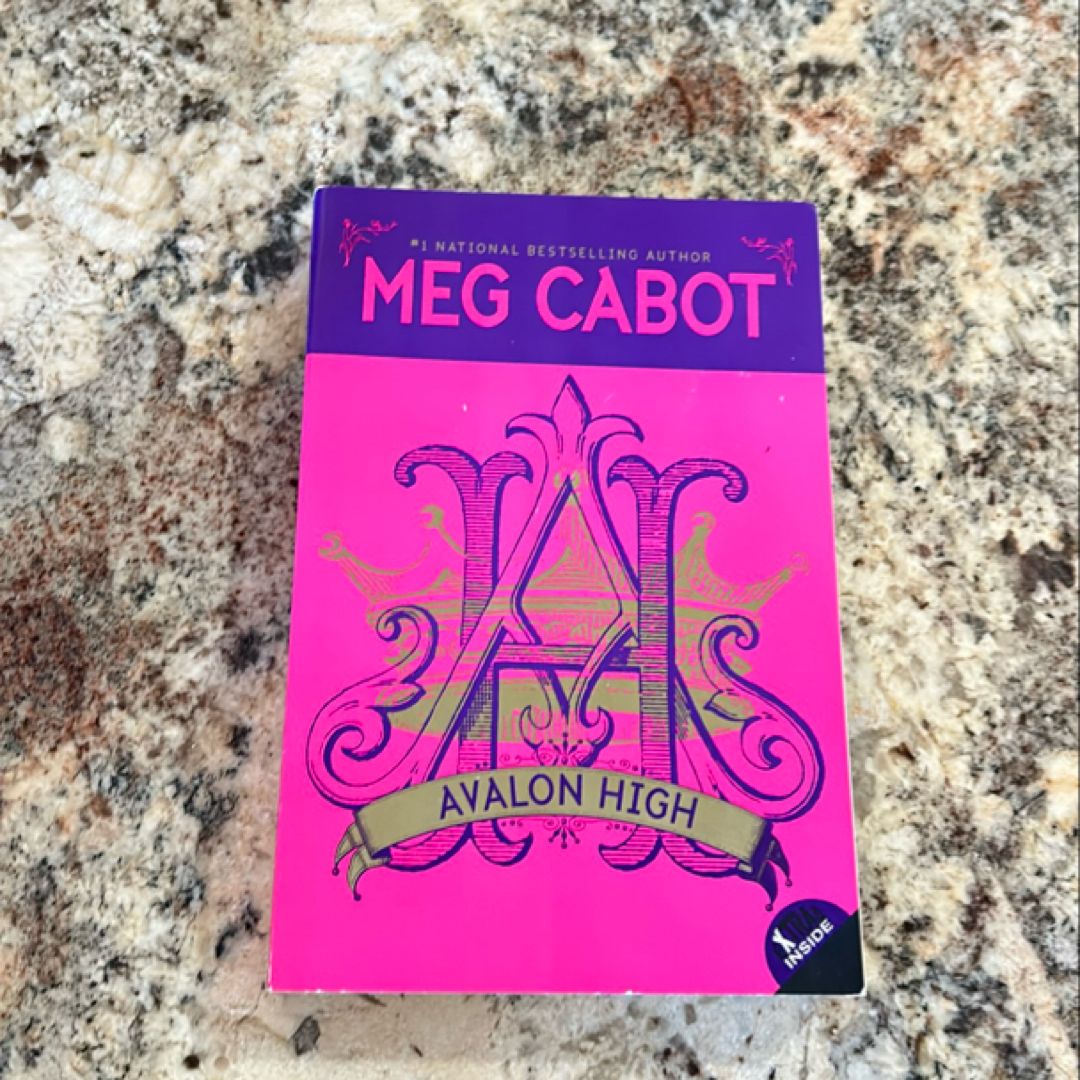 #1 NATIONAL BESTSELLING AUTHOR
MEG CABOT
AVALON HIGH
INSIDE